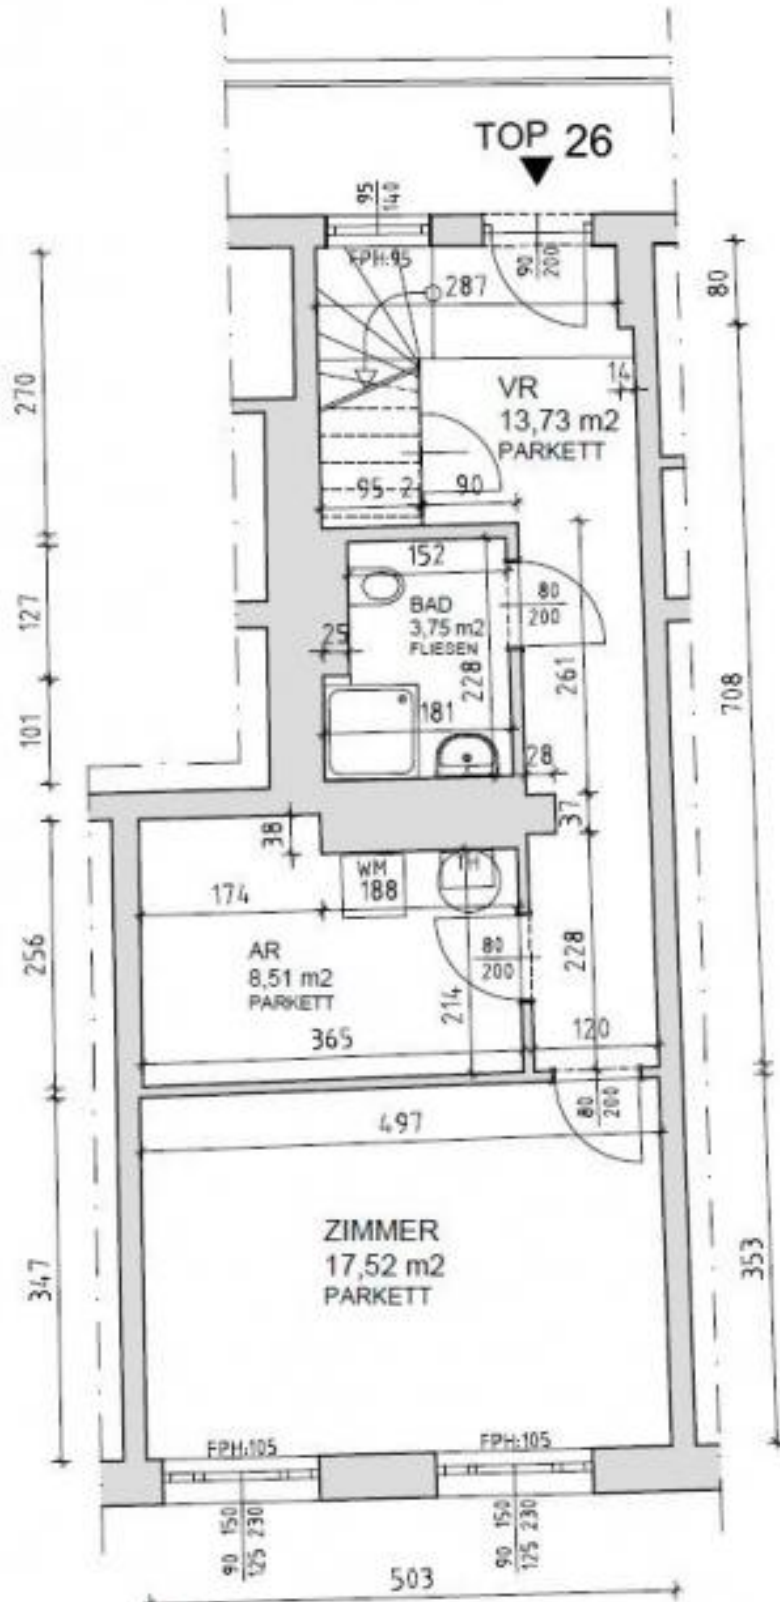 TOP 26
95
140
FPH:95
90
200
287
80
270
14
VR
13,73 m2
PARKETT
95 2 90
152
80
200
BAD
3,75 m2
FLIESEN
127
25
228
261
708
101
181
28
37
38
WM
188
TH
174
256
AR
8,51 m2
PARKETT
80
200
228
214
365
120
80
200
497
ZIMMER
17,52 m2
PARKETT
347
353
FPH:105
FPH:105
90 150
125 230
90 150
125 230
503